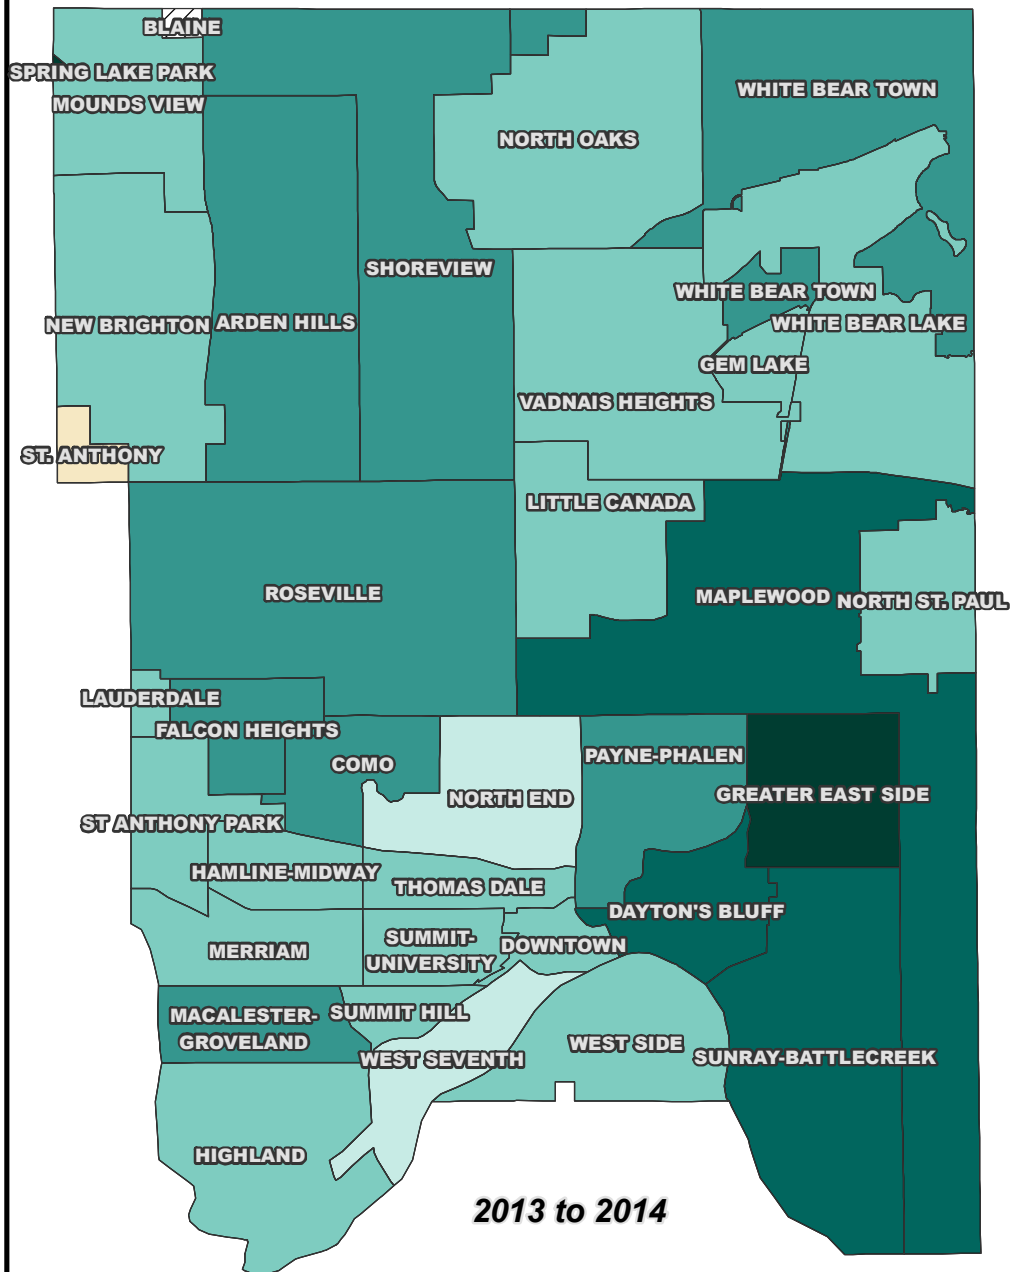 BLAINE
SPRING LAKE PARK
MOUNDS VIEW
WHITE BEAR TOWN
NORTH OAKS
SHOREVIEW
WHITE BEAR TOWN
NEW BRIGHTON
ARDEN HILLS
WHITE BEAR LAKE
GEM LAKE
VADNAIS HEIGHTS
ST. ANTHONY
LITTLE CANADA
ROSEVILLE
MAPLEWOOD
NORTH ST. PAUL
LAUDERDALE
FALCON HEIGHTS
COMO
PAYNE-PHALEN
NORTH END
GREATER EAST SIDE
ST ANTHONY PARK
HAMLINE-MIDWAY
THOMAS DALE
DAYTON'S BLUFF
MERRIAM
SUMMIT-
UNIVERSITY
DOWNTOWN
MACALESTER-
GROVELAND
SUMMIT HILL
WEST SEVENTH
WEST SIDE
SUNRAY-BATTLECREEK
HIGHLAND
2013 to 2014